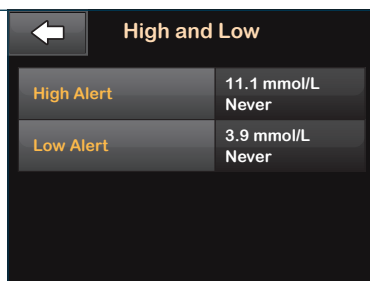 High and Low
High Alert
11.1 mmol/L
Never
Low Alert
3.9 mmol/L
Never